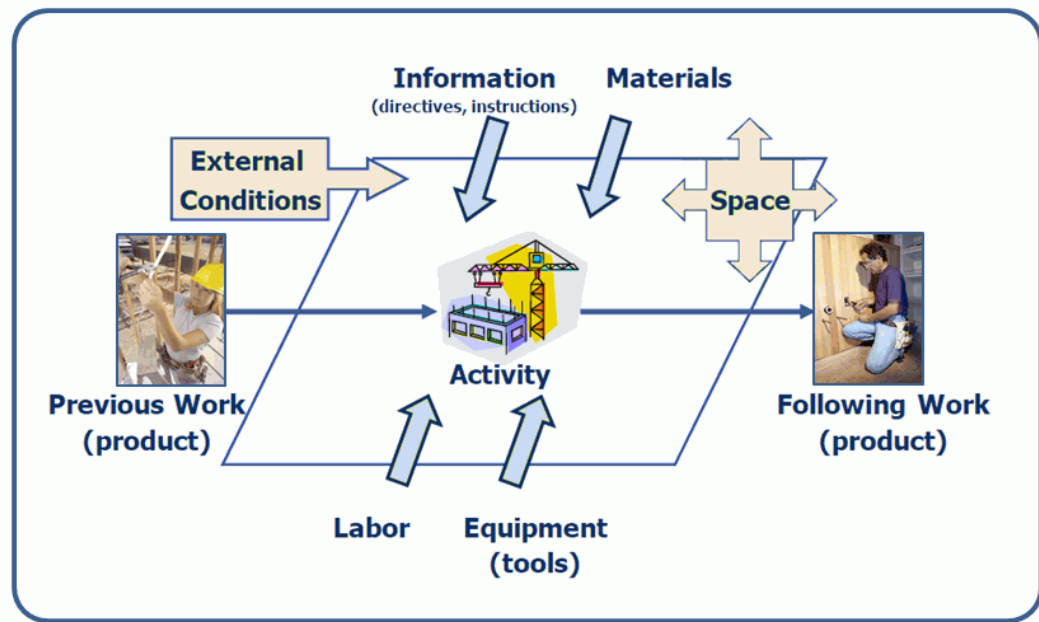 Information
(directives, instructions)
Materials
External
Conditions
Space
Activity
Previous Work
(product)
Following Work
(product)
Labor
Equipment
(tools)